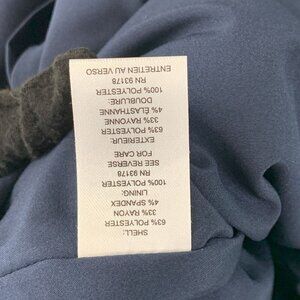 SHELL:
63% POLYESTER
33% RAYON
4% SPANDEX
LINING:
100% POLYESTER
RN 93178
SEE REVERSE
FOR CARE
EXTERIEUR:
63% POLYESTER
33% RAYONNE
4% ÉLASTHANNE
DOUBLURE:
100% POLYESTER
RN 93178
ENTRETIEN AU VERSO